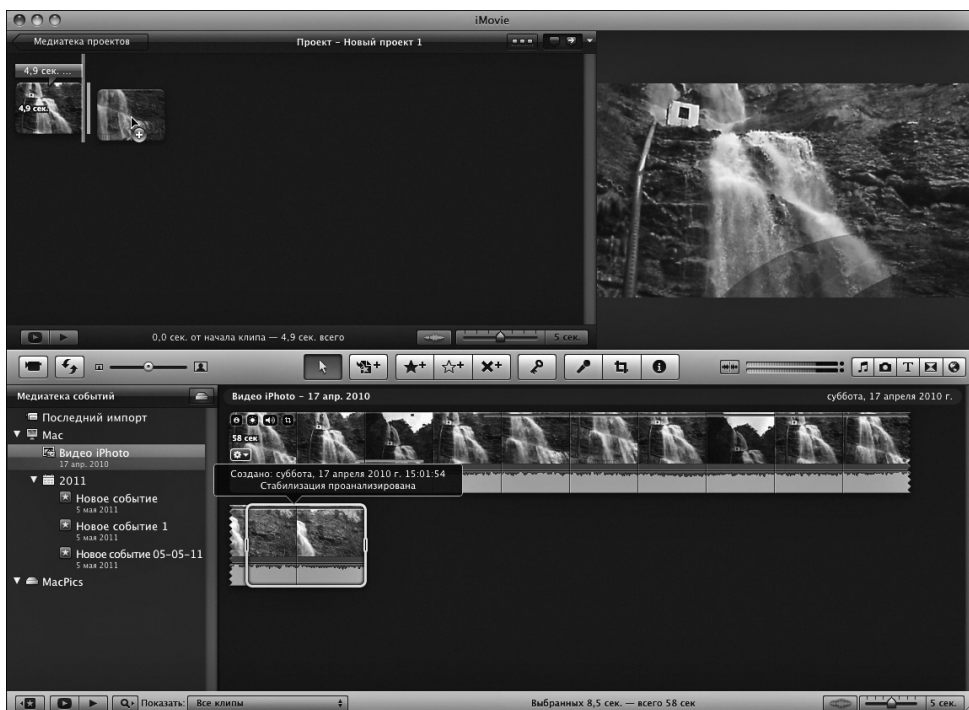 iMovie
Медиатека проектов
Проект – Новый проект 1
4,9 сек. ...
4,9 сек.
0,0 сек. от начала клипа — 4,9 сек. всего
5 сек.
Медиатека событий
Видео iPhoto – 17 апр. 2010
суббота, 17 апреля 2010 г.
Последний импорт
Mac
Видео iPhoto
17 апр. 2010
2011
Новое событие
5 мая 2011
Новое событие 1
5 мая 2011
Новое событие 05-05-11
5 мая 2011
MacPics
58 сек
Создано: суббота, 17 апреля 2010 г. 15:01:54
Стабилизация проанализирована
Показать: Все клипы
Выбранных 8,5 сек. — всего 58 сек
5 сек.